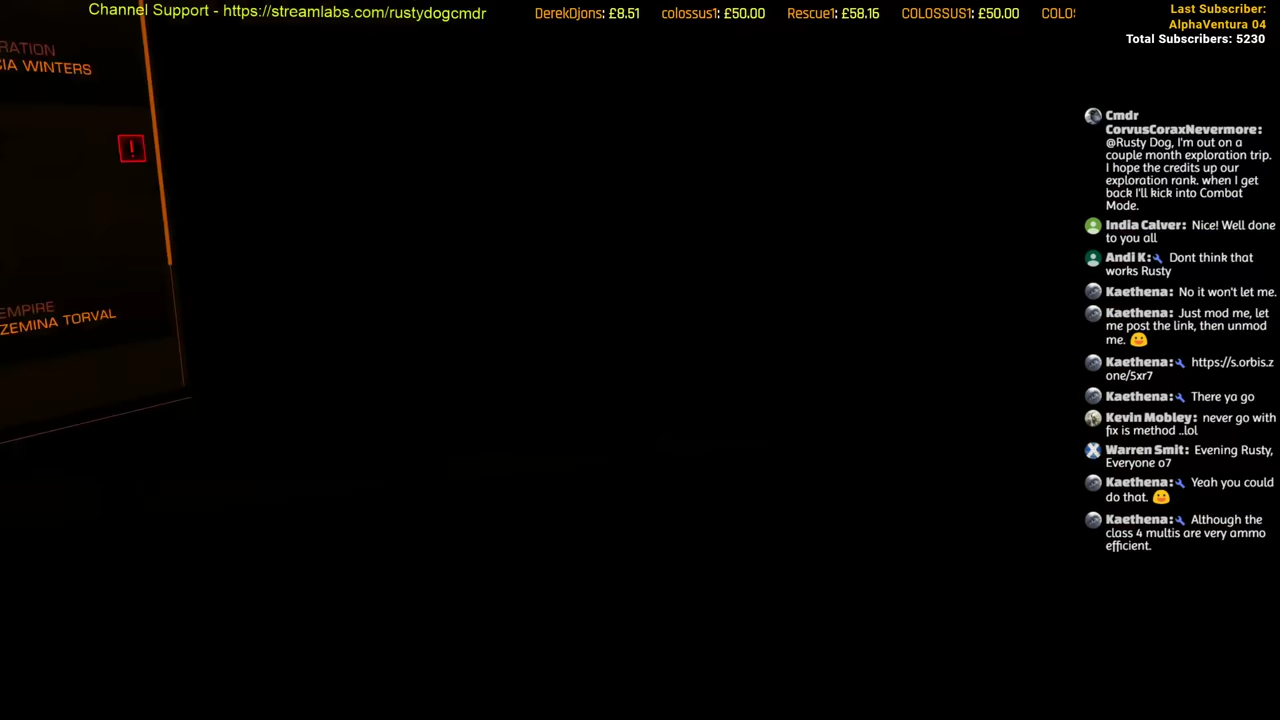 Channel Support - https://streamlabs.com/rustydogcmdr
DerekDjons: £8.51 colossus1: £50.00 Rescue1: £58.16 COLOSSUS1: £50.00 COLOS
Last Subscriber:
AlphaVentura 04
Total Subscribers: 5230
RATION
IA WINTERS
!
EMPIRE
ZEMINA TORVAL
Cmdr
CorvusCoraxNevermore:
@Rusty Dog, I'm out on a
couple month exploration trip.
I hope the credits up our
exploration rank. when I get
back I'll kick into Combat
Mode.
India Calver: Nice! Well done
to you all
Andi K: Dont think that
works Rusty
Kaethena: No it won't let me.
Kaethena: Just mod me, let
me post the link, then unmod
me.
Kaethena: https://s.orbis.z
one/5xr7
Kaethena: There ya go
Kevin Mobley: never go with
fix is method ..lol
Warren Smit: Evening Rusty,
Everyone o7
Kaethena: Yeah you could
do that.
Kaethena: Although the
class 4 multis are very ammo
efficient.